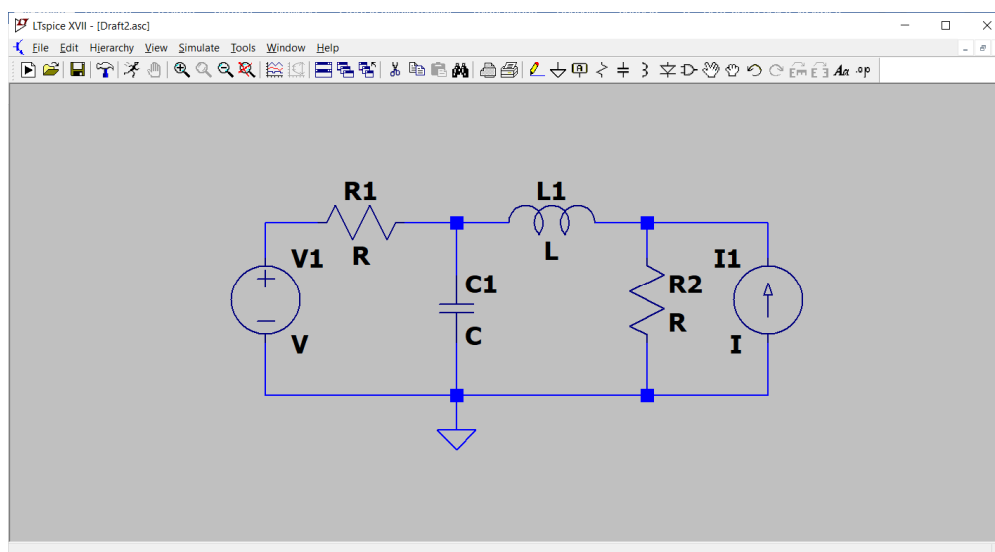 LTspice XVII - [Draft2.asc]
File Edit Hierarchy View Simulate Tools Window Help
Aa .op
R1
L1
V1
R
L
I1
C1
R2
V
C
R
I